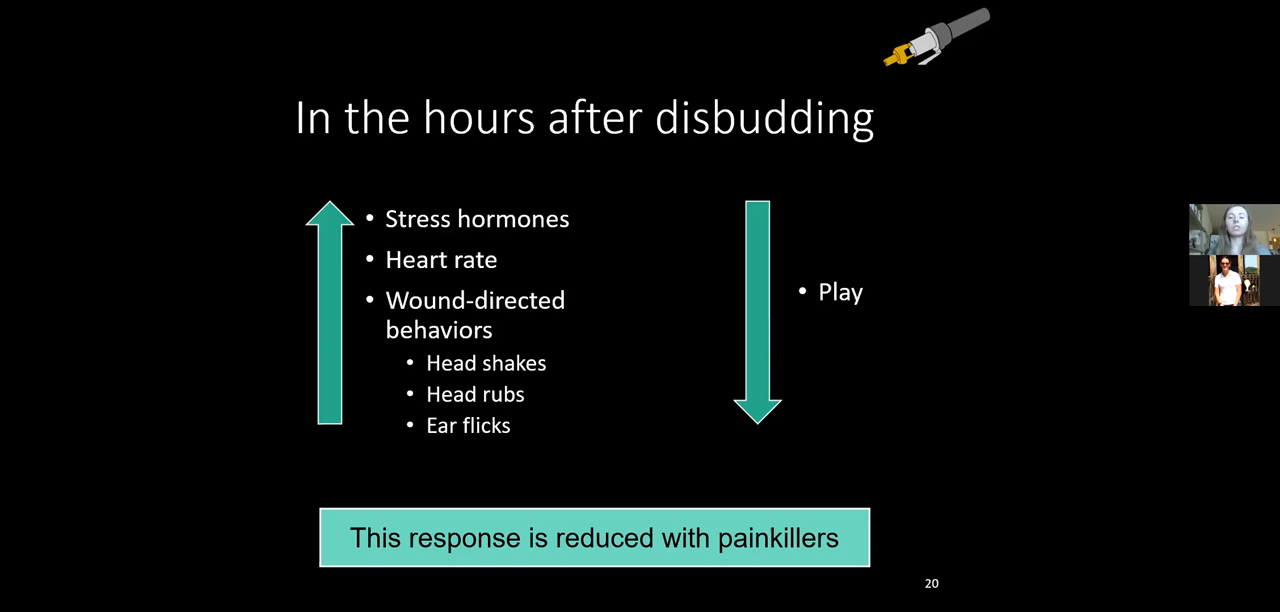 In the hours after disbudding
• Stress hormones
• Heart rate
• Wound-directed
behaviors
• Head shakes
• Head rubs
• Ear flicks
• Play
This response is reduced with painkillers
20